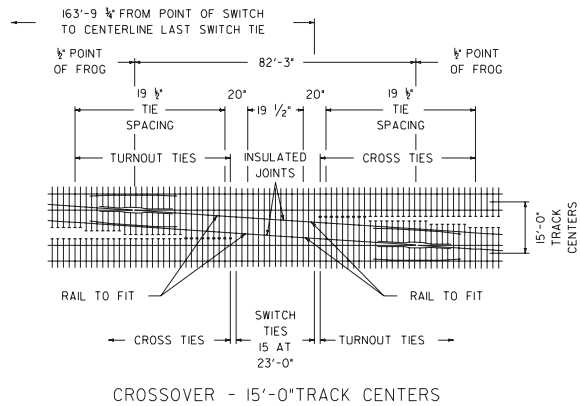 163'-9 ¾" FROM POINT OF SWITCH
TO CENTERLINE LAST SWITCH TIE
½" POINT
OF FROG
82'-3"
½" POINT
OF FROG
19 ½"
TIE
SPACING
20"
19 1/2"
20"
19 ½"
TIE
SPACING
TURNOUT TIES
INSULATED
JOINTS
CROSS TIES
15'-0"
TRACK
CENTERS
RAIL TO FIT
RAIL TO FIT
CROSS TIES
SWITCH
TIES
15 AT
23'-0"
TURNOUT TIES
CROSSOVER - 15'-0" TRACK CENTERS